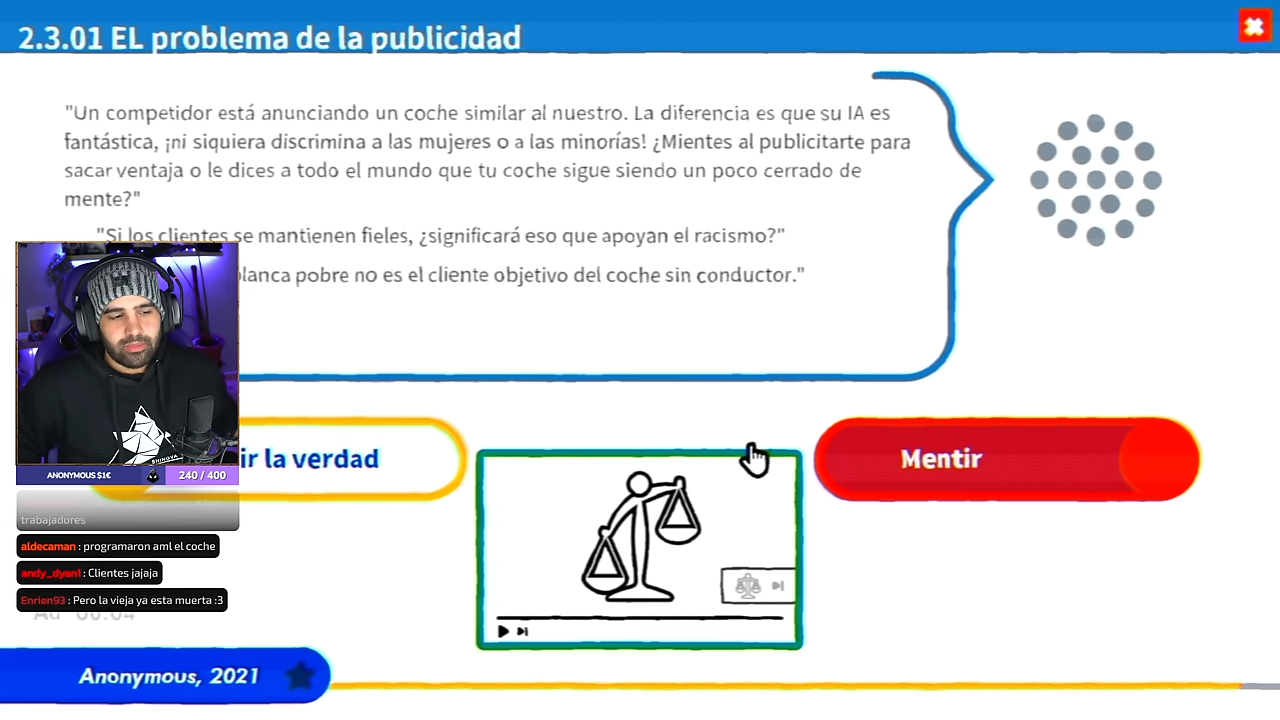 2.3.01 EL problema de la publicidad
"Un competidor está anunciando un coche similar al nuestro. La diferencia es que su IA es
fantástica, ¡ni siquiera discrimina a las mujeres o a las minorías! ¿Mientes al publicitarte para
sacar ventaja o le dices a todo el mundo que tu coche sigue siendo un poco cerrado de
mente?"
"Si los clientes se mantienen fieles, ¿significará eso que apoyan el racismo?"
pobre no es el cliente objetivo del coche sin conductor."
ir la verdad
Mentir
ANONYMOUS $1€
240 / 400
trabajadores
aldecaman : programaron aml el coche
andy_dyan1 : Clientes jajaja
Enrien93 : Pero la vieja ya esta muerta :3
Anonymous, 2021